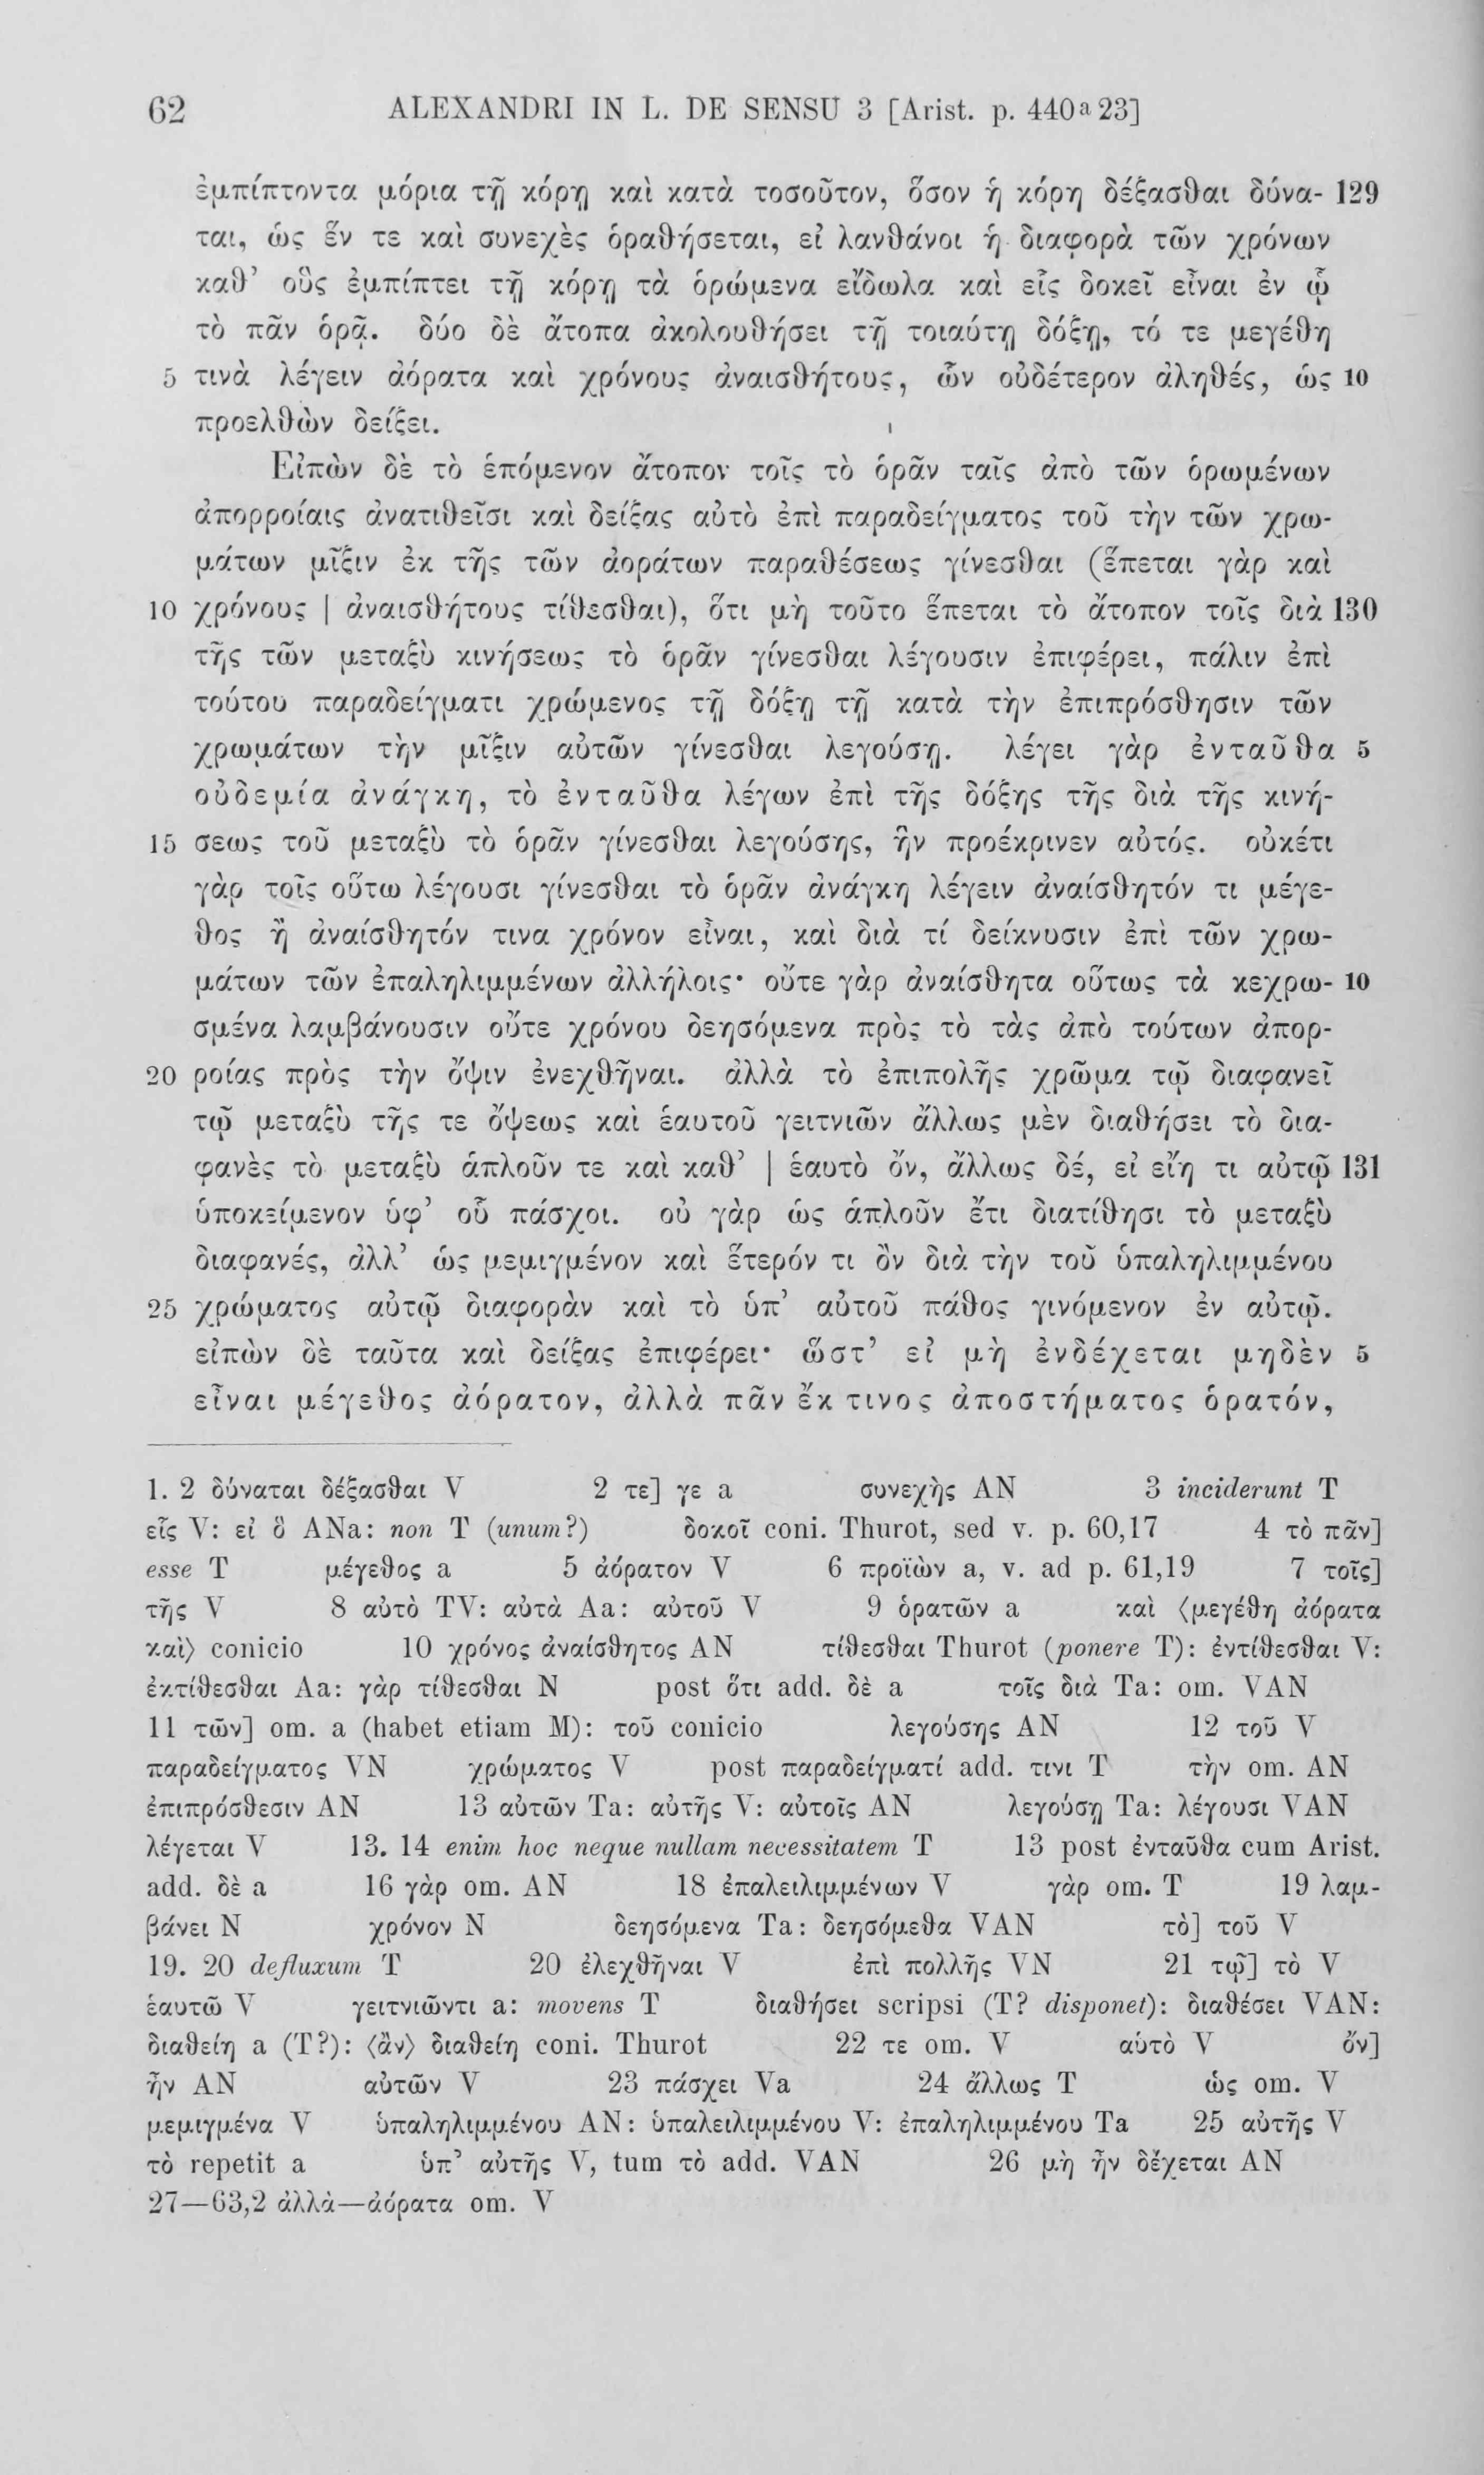 62 ALEXANDRI IN L. DE SENSU 3 [Arist. p. 440a23]
ἐμπίπτοντα μόρια τῇ κόρῃ καὶ κατὰ τοσοῦτον, ὅσον ἡ κόρη δέξασθαι δύνα- 129
ται, ὡς ἕν τε καὶ συνεχὲς ὁραθήσεται, εἰ λανθάνοι ἡ διαφορὰ τῶν χρόνων
καθ’ οὓς ἐμπίπτει τῇ κόρῃ τὰ ὁρώμενα εἴδωλα καὶ εἷς δοκεῖ εἶναι ἐν ᾧ
τὸ πᾶν ὁρᾷ. δύο δὲ ἄτοπα ἀκολουθήσει τῇ τοιαύτῃ δόξῃ, τό τε μεγέθη
5 τινὰ λέγειν ἀόρατα καὶ χρόνους ἀναισθήτους, ὧν οὐδέτερον ἀληθές, ὡς 10
προελθὼν δείξει.
Εἰπὼν δὲ τὸ ἑπόμενον ἄτοπον τοῖς τὸ ὁρᾶν ταῖς ἀπὸ τῶν ὁρωμένων
ἀπορροίαις ἀνατιθεῖσι καὶ δείξας αὐτὸ ἐπὶ παραδείγματος τοῦ τὴν τῶν χρω-
μάτων μῖξιν ἐκ τῆς τῶν ἀοράτων παραθέσεως γίνεσθαι (ἕπεται γὰρ καὶ
10 χρόνους | ἀναισθήτους τίθεσθαι), ὅτι μὴ τοῦτο ἕπεται τὸ ἄτοπον τοῖς διὰ 130
τῆς τῶν μεταξὺ κινήσεως τὸ ὁρᾶν γίνεσθαι λέγουσιν ἐπιφέρει, πάλιν ἐπὶ
τούτου παραδείγματι χρώμενος τῇ δόξῃ τῇ κατὰ τὴν ἐπιπρόσθησιν τῶν
χρωμάτων τὴν μῖξιν αὐτῶν γίνεσθαι λεγούσῃ. λέγει γὰρ ἐνταῦθα 5
οὐδεμία ἀνάγκη, τὸ ἐνταῦθα λέγων ἐπὶ τῆς δόξης τῆς διὰ τῆς κινή-
15 σεως τοῦ μεταξὺ τὸ ὁρᾶν γίνεσθαι λεγούσης, ἣν προέκρινεν αὐτός. οὐκέτι
γὰρ τοῖς οὕτω λέγουσι γίνεσθαι τὸ ὁρᾶν ἀνάγκη λέγειν ἀναίσθητόν τι μέγε-
θος ἢ ἀναίσθητόν τινα χρόνον εἶναι, καὶ διὰ τί δείκνυσιν ἐπὶ τῶν χρω-
μάτων τῶν ἐπαληλιμμένων ἀλλήλοις· οὔτε γὰρ ἀναίσθητα οὕτως τὰ κεχρω- 10
σμένα λαμβάνουσιν οὔτε χρόνου δεησόμενα πρὸς τὸ τὰς ἀπὸ τούτων ἀπορ-
20 ροίας πρὸς τὴν ὄψιν ἐνεχθῆναι. ἀλλὰ τὸ ἐπιπολῆς χρῶμα τῷ διαφανεῖ
τῷ μεταξὺ τῆς τε ὄψεως καὶ ἑαυτοῦ γειτνιῶν ἄλλως μὲν διαθήσει τὸ δια-
φανὲς τὸ μεταξὺ ἁπλοῦν τε καὶ καθ’ | ἑαυτὸ ὄν, ἄλλως δέ, εἰ εἴη τι αὐτῷ 131
ὑποκείμενον ὑφ’ οὗ πάσχοι. οὐ γὰρ ὡς ἁπλοῦν ἔτι διατίθησι τὸ μεταξὺ
διαφανές, ἀλλ’ ὡς μεμιγμένον καὶ ἕτερόν τι ὂν διὰ τὴν τοῦ ὑπαληλιμμένου
25 χρώματος αὐτῷ διαφορὰν καὶ τὸ ὑπ’ αὐτοῦ πάθος γινόμενον ἐν αὐτῷ.
εἰπὼν δὲ ταῦτα καὶ δείξας ἐπιφέρει· ὥστ’ εἰ μὴ ἐνδέχεται μηδὲν 5
εἶναι μέγεθος ἀόρατον, ἀλλὰ πᾶν ἔκ τινος ἀποστήματος ὁρατόν,
1. 2 δύναται δέξασθαι V 2 τε] γε a συνεχὴς AN 3 inciderunt T
εἷς V: εἰ ὃ ANa: non T (unum?) δοκοῖ coni. Thurot, sed v. p. 60,17 4 τὸ πᾶν]
esse T μέγεθος a 5 ἀόρατον V 6 προϊὼν a, v. ad p. 61,19 7 τοῖς]
τῆς V 8 αὐτὸ TV: αὐτὰ Aa: αὐτοῦ V 9 ὁρατῶν a καὶ ⟨μεγέθη ἀόρατα
καὶ⟩ conicio 10 χρόνος ἀναίσθητος AN τίθεσθαι Thurot (ponere T): ἐντίθεσθαι V:
ἐκτίθεσθαι Aa: γὰρ τίθεσθαι N post ὅτι add. δὲ a τοῖς διὰ Ta: om. VAN
11 τῶν] om. a (habet etiam M): τοῦ conicio λεγούσης AN 12 τοῦ V
παραδείγματος VN χρώματος V post παραδείγματί add. τινι T τὴν om. AN
ἐπιπρόσθεσιν AN 13 αὐτῶν Ta: αὐτῆς V: αὐτοῖς AN λεγούσῃ Ta: λέγουσι VAN
λέγεται V 13. 14 enim hoc neque nullam necessitatem T 13 post ἐνταῦθα cum Arist.
add. δὲ a 16 γὰρ om. AN 18 ἐπαλειλιμμένων V γὰρ om. T 19 λαμ-
βάνει N χρόνον N δεησόμενα Ta: δεησόμεθα VAN τὸ] τοῦ V
19. 20 defluxum T 20 ἐλεχθῆναι V ἐπὶ πολλῆς VN 21 τῷ] τὸ V
ἑαυτῶ V γειτνιῶντι a: movens T διαθήσει scripsi (T? disponet): διαθέσει VAN:
διαθείη a (T?): ⟨ἂν⟩ διαθείη coni. Thurot 22 τε om. V αὑτὸ V ὄν]
ἦν AN αὐτῶν V 23 πάσχει Va 24 ἄλλως T ὡς om. V
μεμιγμένα V ὑπαληλιμμένου AN: ὑπαλειλιμμένου V: ἐπαληλιμμένου Ta 25 αὐτῆς V
τὸ repetit a ὑπ’ αὐτῆς V, tum τὸ add. VAN 26 μὴ ἦν δέχεται AN
27—63,2 ἀλλὰ—ἀόρατα om. V